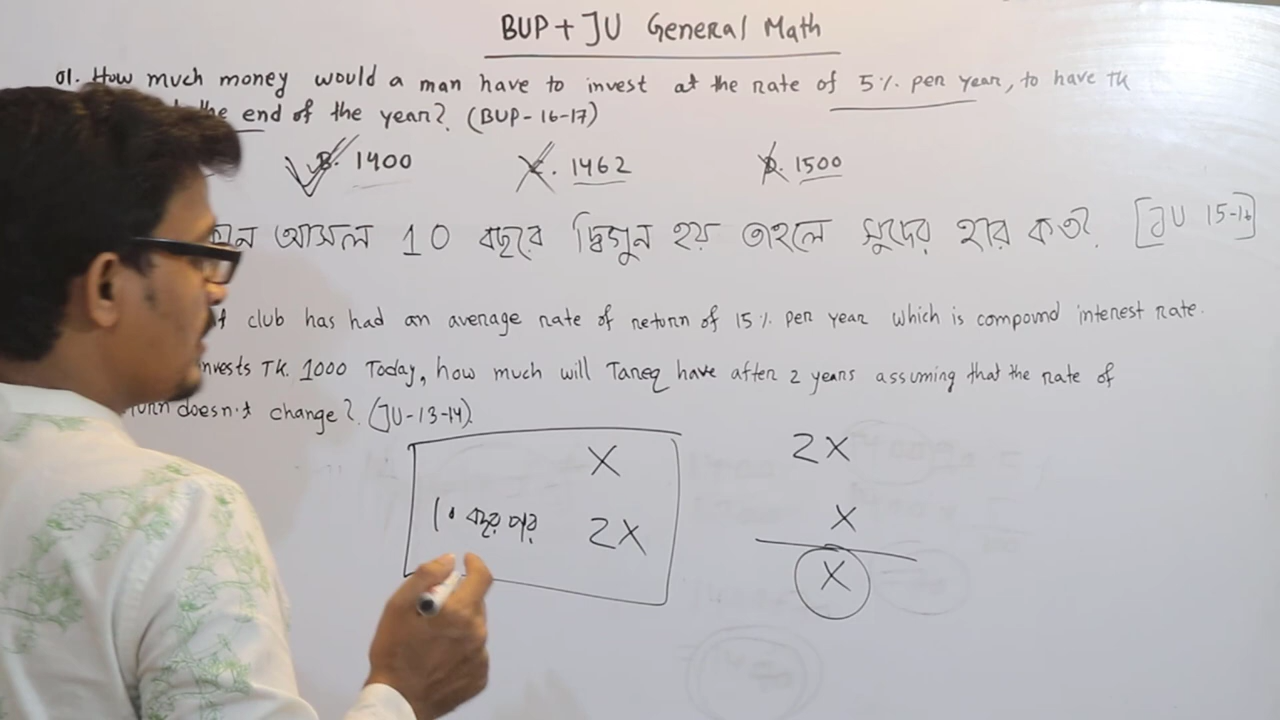 BUP + JU General Math
01. How much money would a man have to invest at the rate of 5% per year, to have TK
the end of the year? (BUP-16-17)
B. 1400 C. 1462 D. 1500
আসল 10 বছরে দ্বিগুন হয় তাহলে সুদের হার কত? [JU 15-16]
club has had an average rate of return of 15% per year which is compound interest rate.
invests TK. 1000 Today, how much will Tareq have after 2 years assuming that the rate of
doesn't change? (JU-13-14).
X
10 বছর পর 2X
2X
X
X